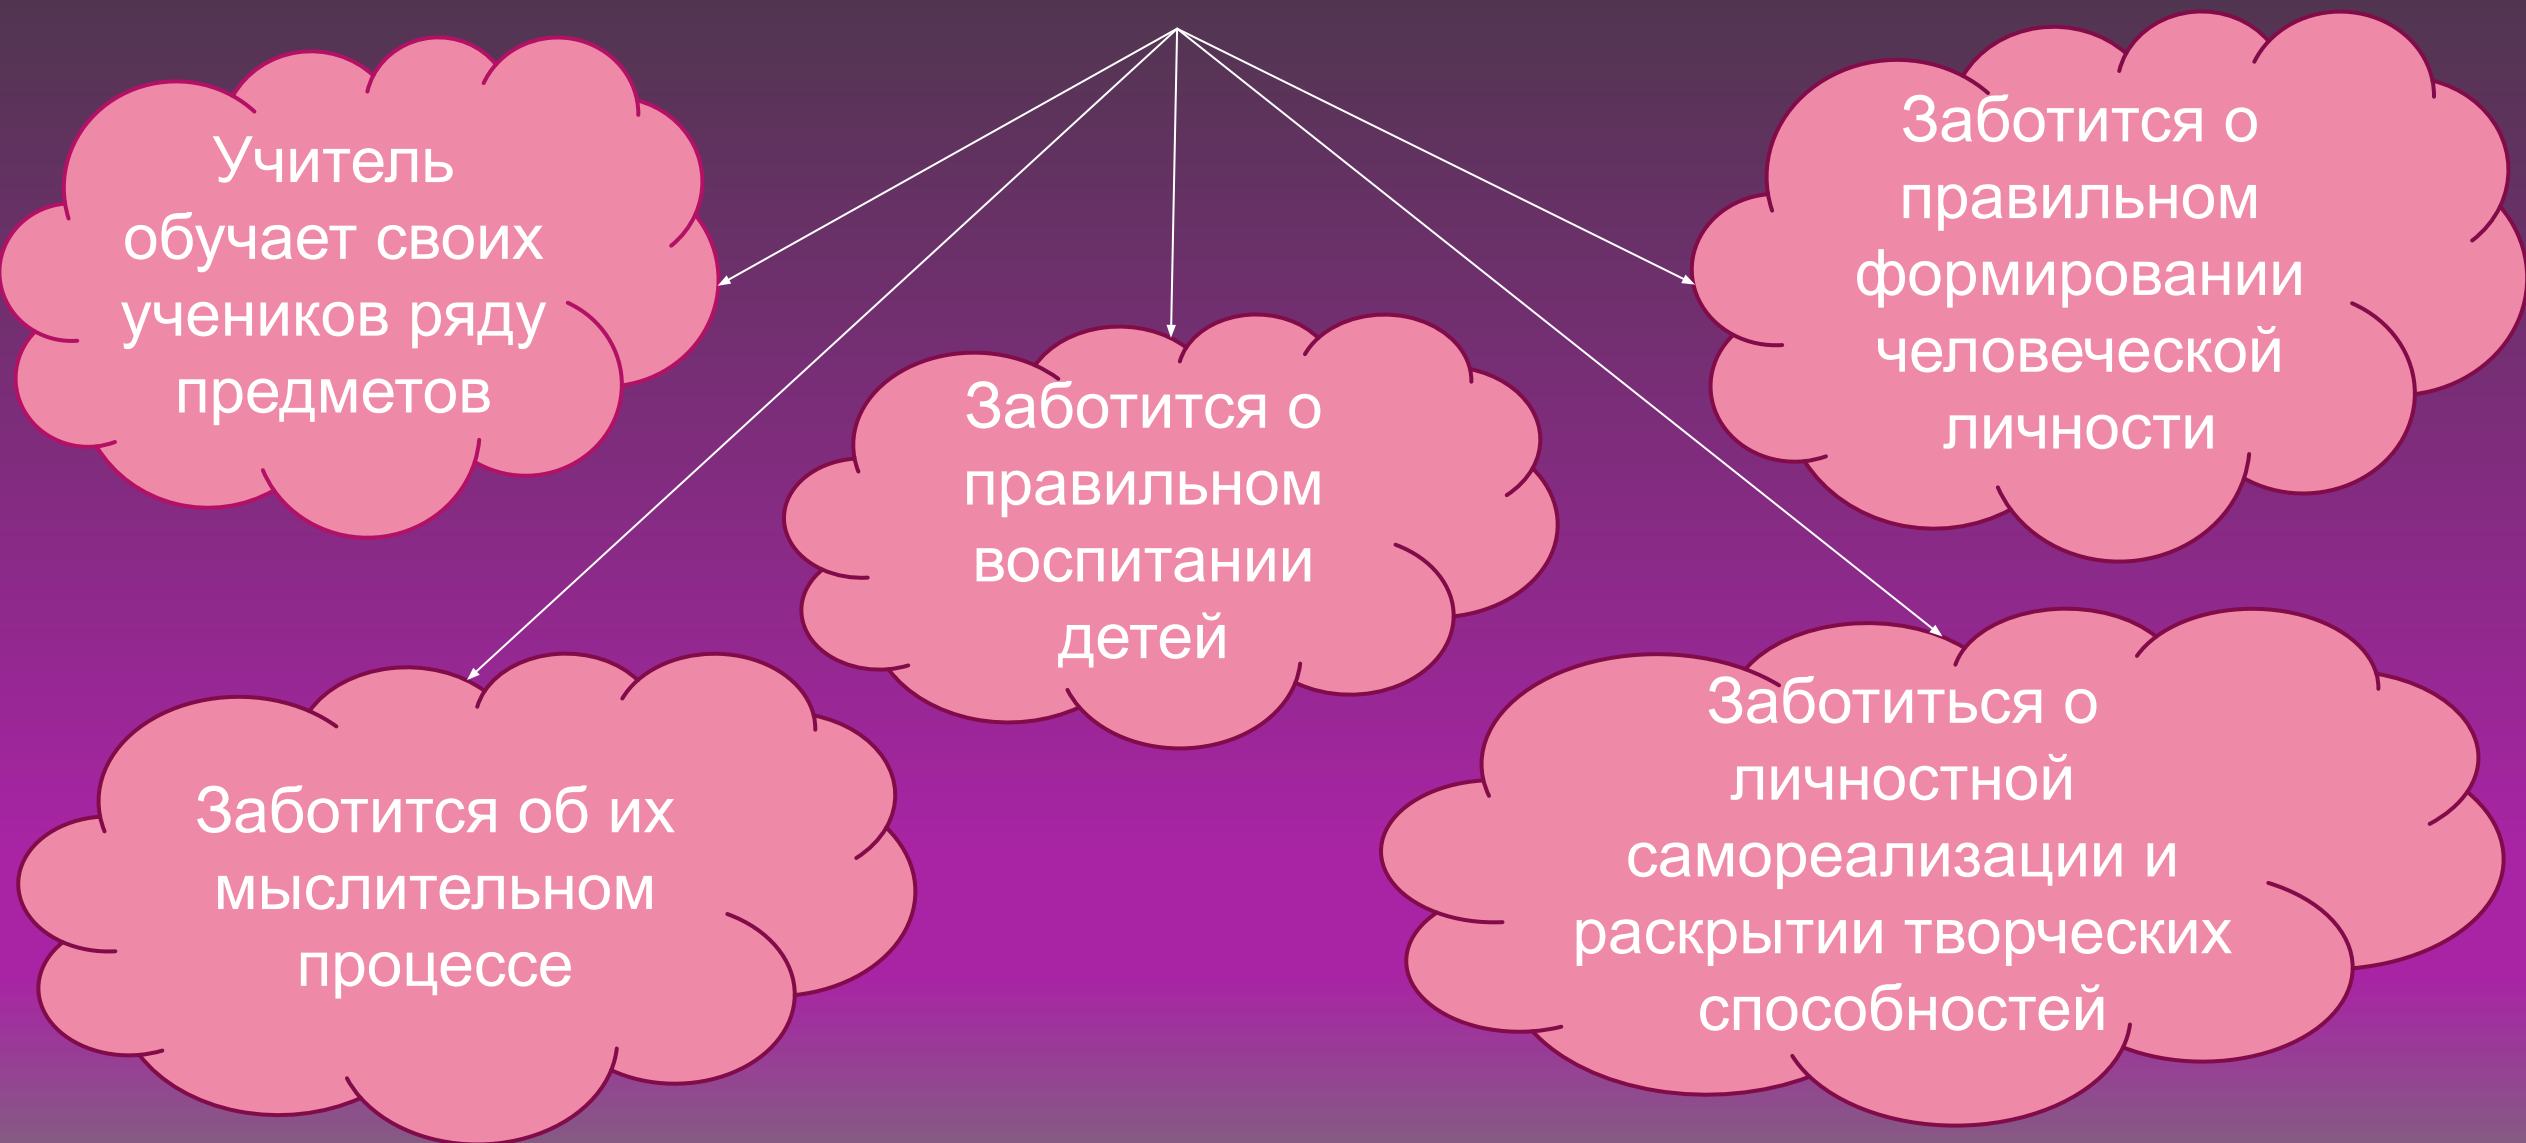 Учитель
обучает своих
учеников ряду
предметов
Заботится о
правильном
формировании
человеческой
личности
Заботится о
правильном
воспитании
детей
Заботится об их
мыслительном
процессе
Заботиться о
личностной
самореализации и
раскрытии творческих
способностей